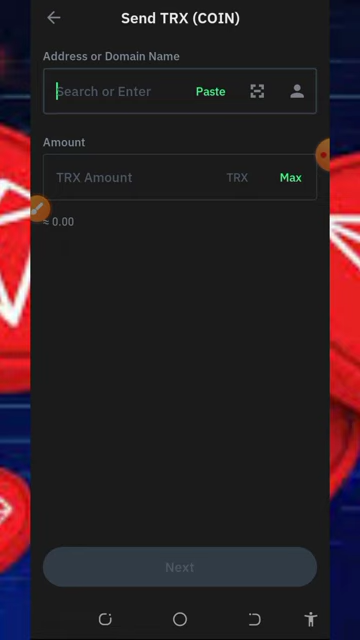 Send TRX (COIN)
Address or Domain Name
Search or Enter Paste
Amount
TRX Amount TRX Max
≈ 0.00
Next